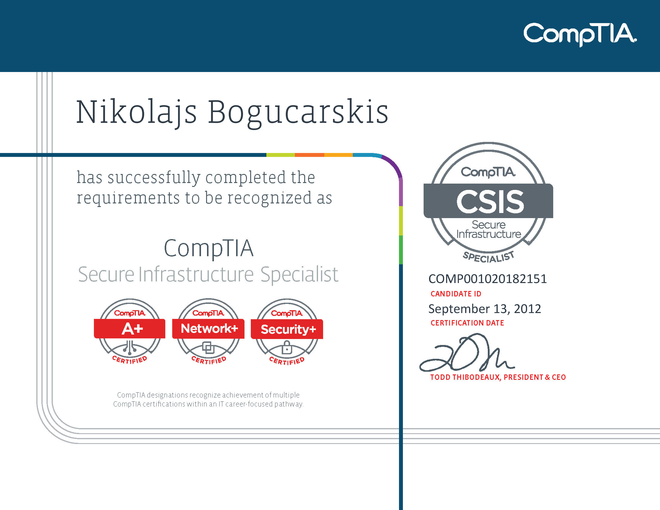 CompTIA.
Nikolajs Bogucarskis
has successfully completed the
requirements to be recognized as
CompTIA
Secure Infrastructure Specialist
CompTIA.
A+
CERTIFIED
CompTIA.
Network+
CERTIFIED
CompTIA.
Security+
CERTIFIED
CompTIA designations recognize achievement of multiple
CompTIA certifications within an IT career-focused pathway.
CompTIA.
CSIS
Secure
Infrastructure
SPECIALIST
COMP001020182151
CANDIDATE ID
September 13, 2012
CERTIFICATION DATE
TODD THIBODEAUX, PRESIDENT & CEO